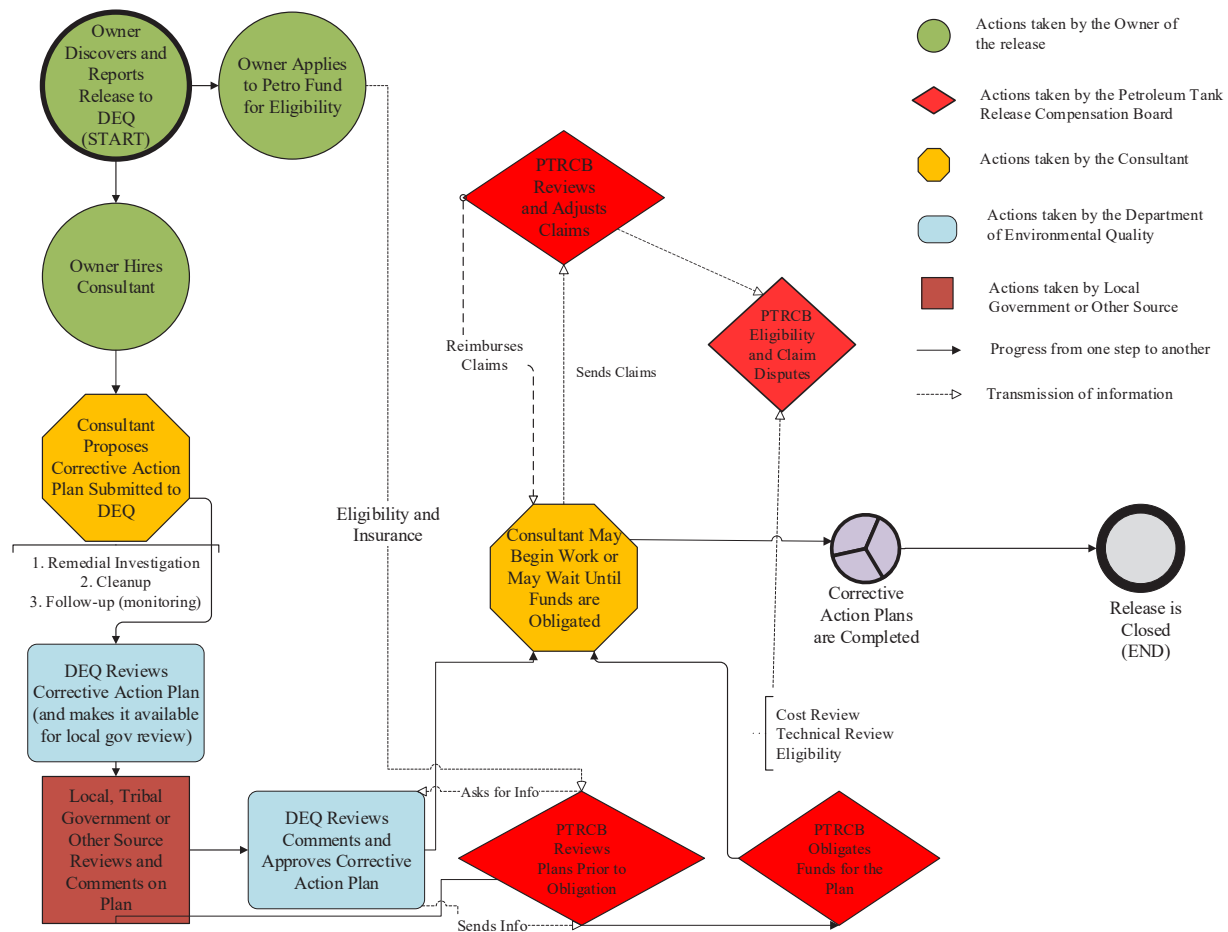 Owner
Discovers and
Reports
Release to
DEQ
(START)
Owner Applies
to Petro Fund
for Eligibility
Owner Hires
Consultant
Consultant
Proposes
Corrective Action
Plan Submitted to
DEQ
1. Remedial Investigation
2. Cleanup
3. Follow-up (monitoring)
DEQ Reviews
Corrective Action Plan
(and makes it available
for local gov review)
Local, Tribal
Government or
Other Source
Reviews and
Comments on
Plan
DEQ Reviews
Comments and
Approves Corrective
Action Plan
Eligibility and
Insurance
Asks for Info
Sends Info
PTRCB
Reviews
Plans Prior to
Obligation
PTRCB
Obligates
Funds for the
Plan
Consultant May
Begin Work or
May Wait Until
Funds are
Obligated
Reimburses
Claims
Sends Claims
PTRCB
Reviews
and Adjusts
Claims
PTRCB
Eligibility
and Claim
Disputes
Cost Review
Technical Review
Eligibility
Corrective
Action Plans
are Completed
Release is
Closed
(END)
Actions taken by the Owner of
the release
Actions taken by the Petroleum Tank
Release Compensation Board
Actions taken by the Consultant
Actions taken by the Department
of Environmental Quality
Actions taken by Local
Government or Other Source
Progress from one step to another
Transmission of information